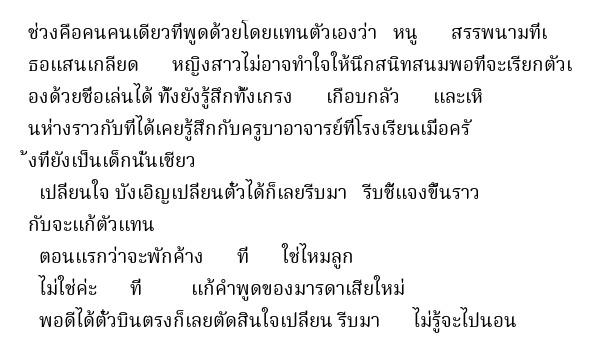 ช่วงคือคนคนเดียวที่พูดด้วยโดยแทนตัวเองว่า หนู สรรพนามที่เ
ธอแสนเกลียด หญิงสาวไม่อาจทำใจให้นึกสนิทสนมพอที่จะเรียกตัวเ
องด้วยชื่อเล่นได้ ทั้งยังรู้สึกทั้งเกรง เกือบกลัว และเหิ
นห่างราวกับที่ได้เคยรู้สึกกับครูบาอาจารย์ที่โรงเรียนเมื่อครั
้งที่ยังเป็นเด็กนั่นเชียว
เปลี่ยนใจ บังเอิญเปลี่ยนตั๋วได้ก็เลยรีบมา รีบชี้แจงขึ้นราว
กับจะแก้ตัวแทน
ตอนแรกว่าจะพักค้าง ที่ ใช่ไหมลูก
ไม่ใช่ค่ะ ที่ แก้คำพูดของมารดาเสียใหม่
พอดีได้ตั๋วบินตรงก็เลยตัดสินใจเปลี่ยน รีบมา ไม่รู้จะไปนอน